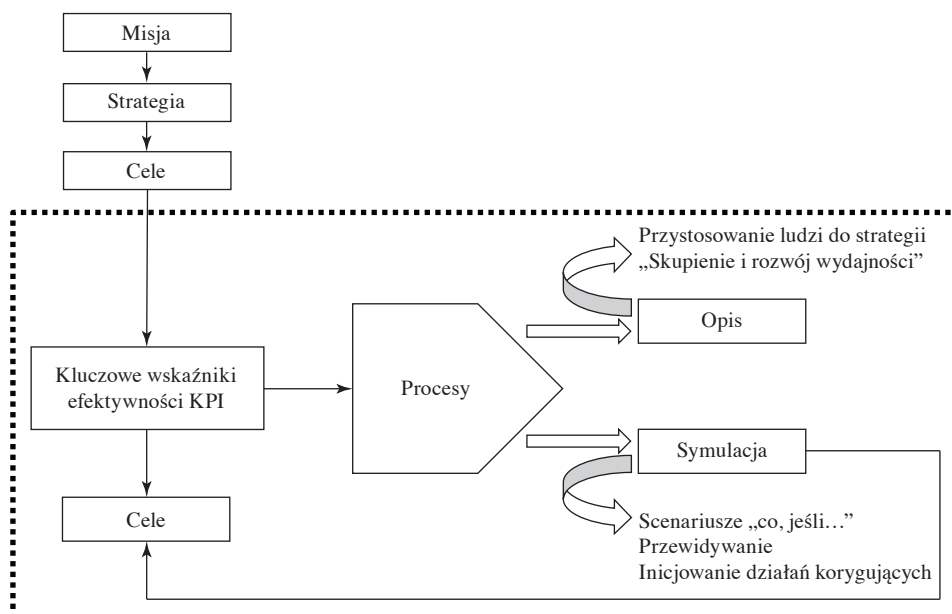 Misja
Strategia
Cele
Przystosowanie ludzi do strategii
„Skupienie i rozwój wydajności”
Opis
Kluczowe wskaźniki
efektywności KPI
Procesy
Symulacja
Cele
Scenariusze „co, jeśli…”
Przewidywanie
Inicjowanie działań korygujących